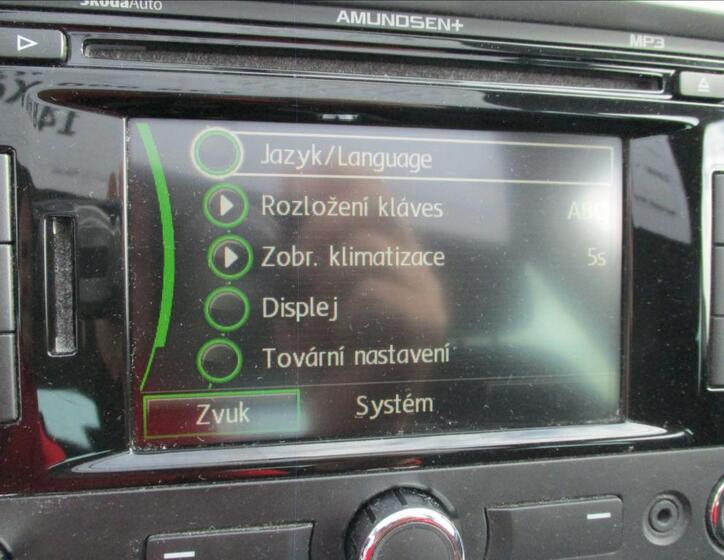 ŠkodaAuto
AMUNDSEN+
MP3
Jazyk/Language
Rozložení kláves ABC
Zobr. klimatizace 5s
Displej
Tovární nastavení
Zvuk
Systém